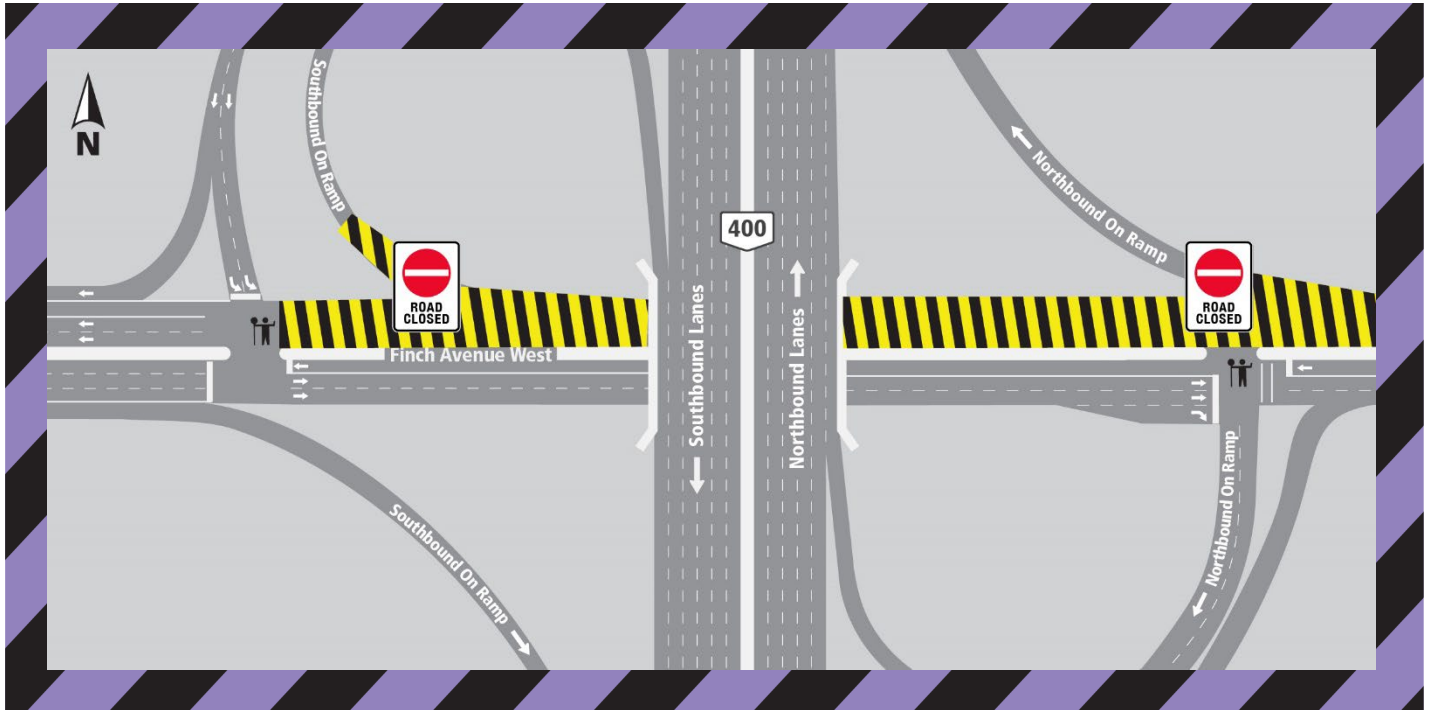 N
Southbound On Ramp
400
Northbound On Ramp
ROAD
CLOSED
ROAD
CLOSED
Southbound Lanes
Northbound Lanes
Finch Avenue West
Southbound On Ramp
Northbound On Ramp